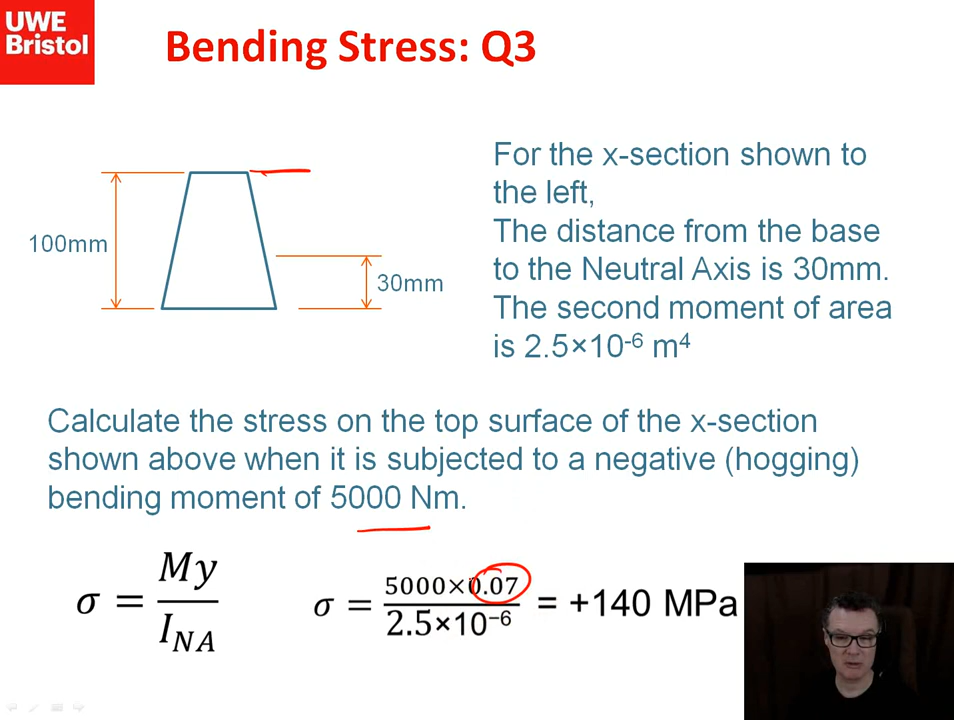 UWE
Bristol
Bending Stress: Q3
For the x-section shown to
the left,
The distance from the base
to the Neutral Axis is 30mm.
The second moment of area
is 2.5×10⁻⁶ m⁴
100mm
30mm
Calculate the stress on the top surface of the x-section
shown above when it is subjected to a negative (hogging)
bending moment of 5000 Nm.
σ = My / I_NA
σ = 5000×0.07 / 2.5×10⁻⁶ = +140 MPa